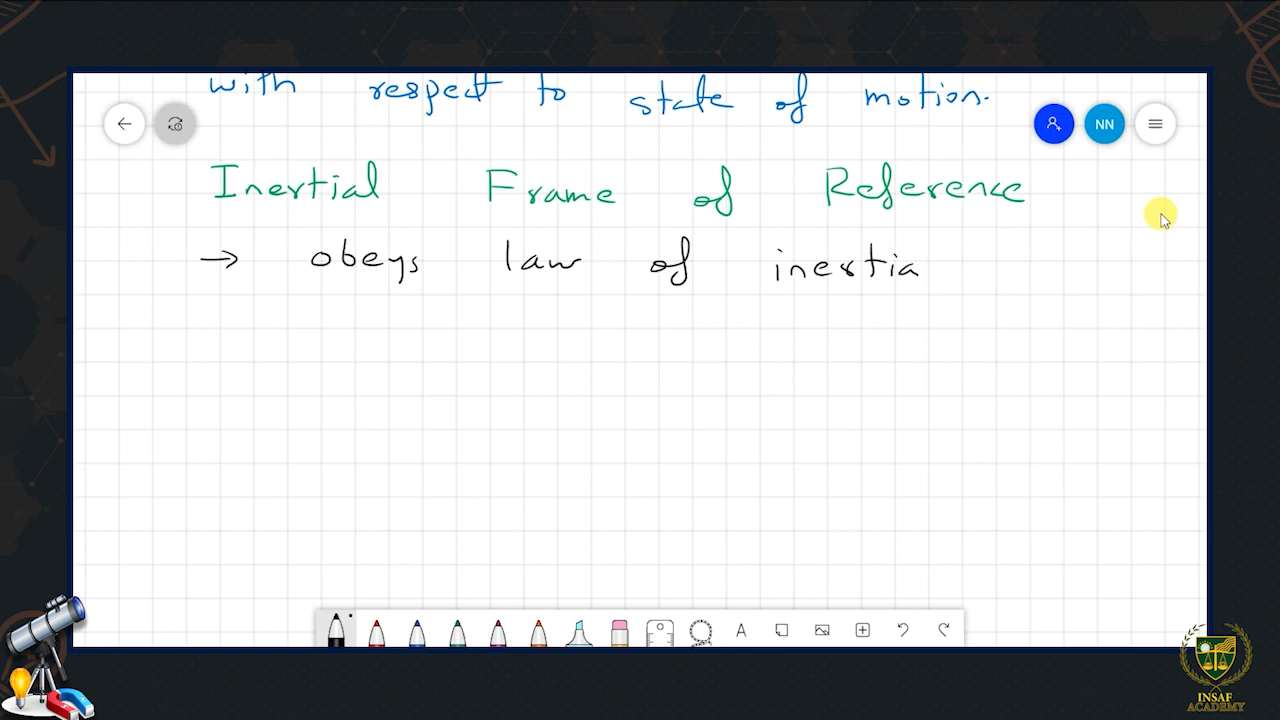 with respect to state of motion.
NN
Inertial Frame of Reference
→ obeys law of inertia
A
INSAF
ACADEMY